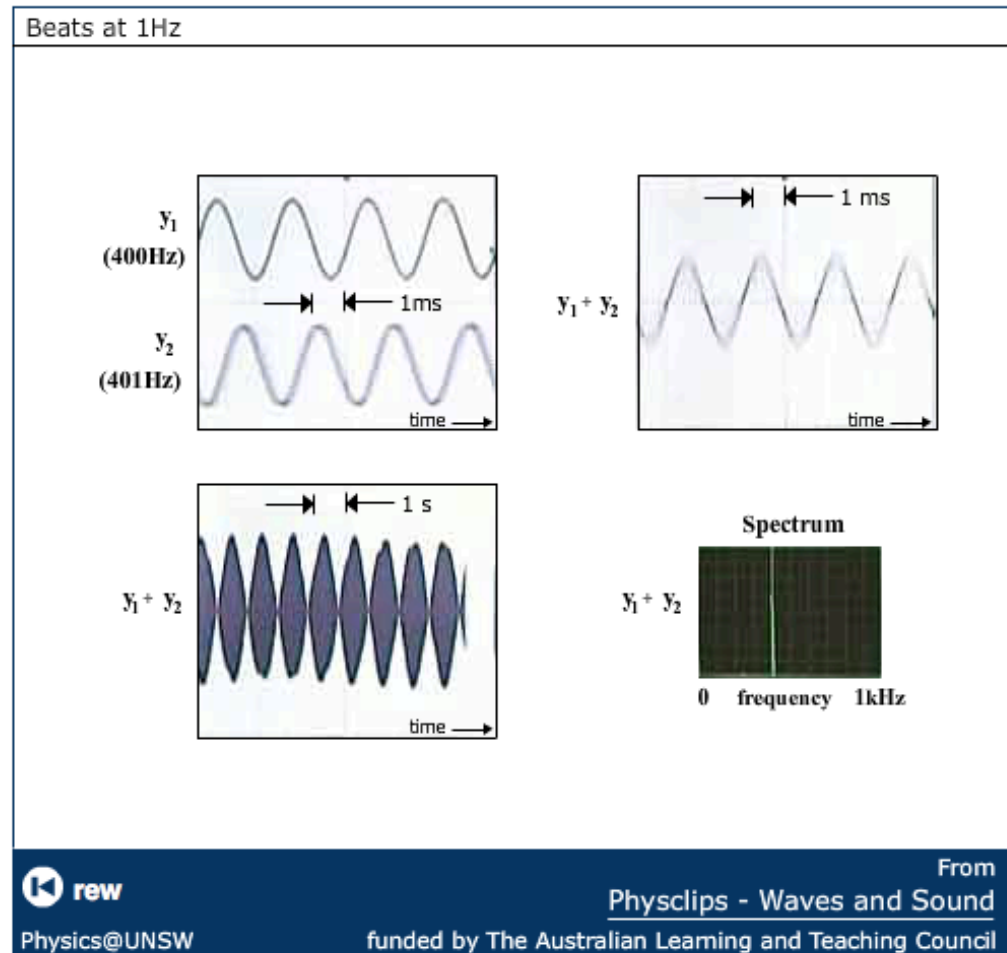 Beats at 1Hz
y1
(400Hz)
1ms
y2
(401Hz)
time
1 ms
y1 + y2
time
1 s
y1 + y2
time
Spectrum
y1 + y2
0 frequency 1kHz
rew
From
Physclips - Waves and Sound
Physics@UNSW
funded by The Australian Learning and Teaching Council